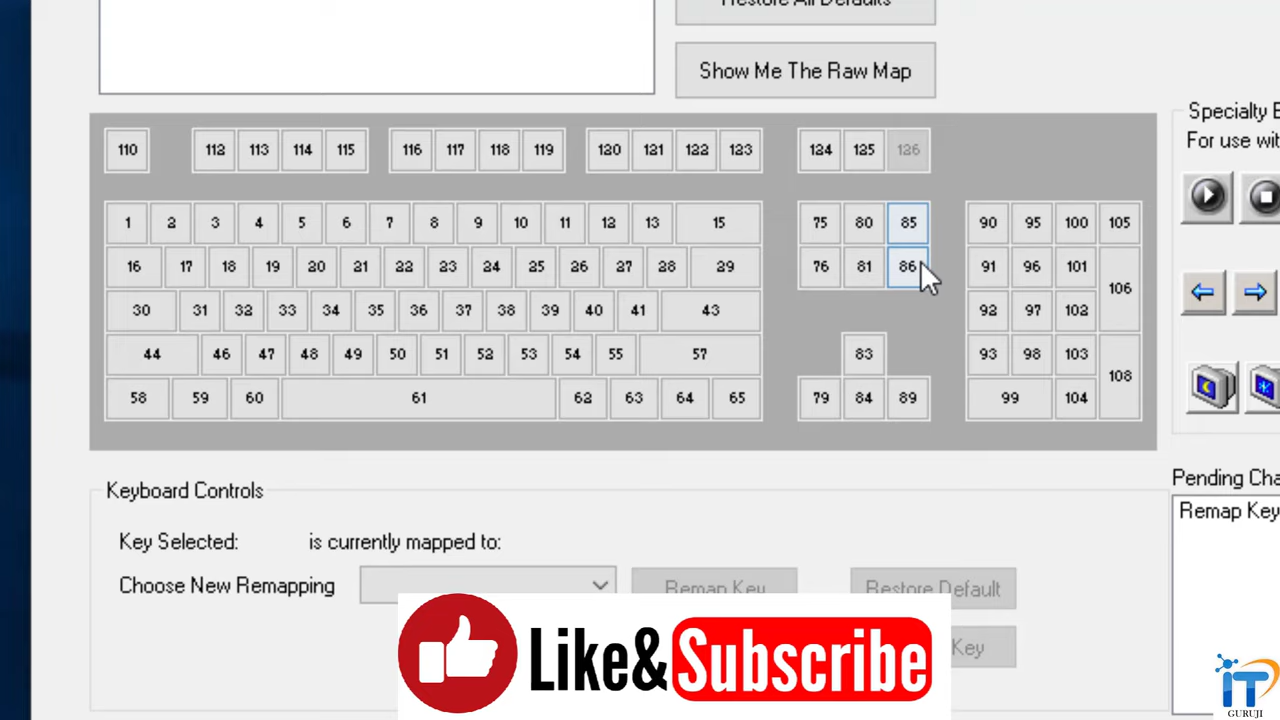 Restore All Defaults
Show Me The Raw Map
Specialty B
For use wit
110 112 113 114 115 116 117 118 119 120 121 122 123 124 125 126
1 2 3 4 5 6 7 8 9 10 11 12 13 15 75 80 85 90 95 100 105
16 17 18 19 20 21 22 23 24 25 26 27 28 29 76 81 86 91 96 101 106
30 31 32 33 34 35 36 37 38 39 40 41 43 92 97 102
44 46 47 48 49 50 51 52 53 54 55 57 83 93 98 103 108
58 59 60 61 62 63 64 65 79 84 89 99 104
Keyboard Controls
Pending Cha
Remap Key
Key Selected: is currently mapped to:
Choose New Remapping Remap Key Restore Default
Key
Like& Subscribe
iT
GURUJI